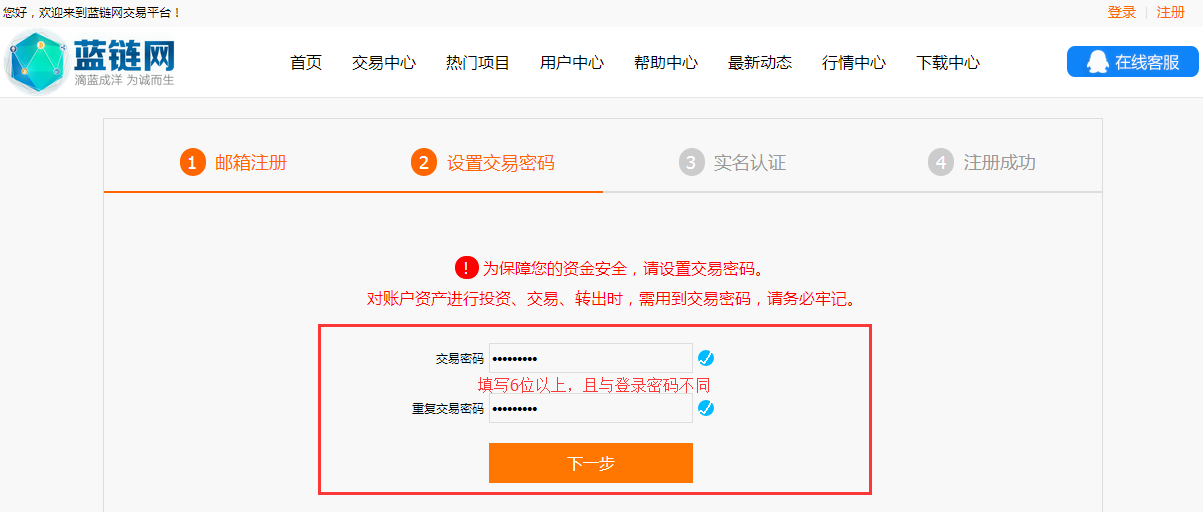 您好，欢迎来到蓝链网交易平台！
登录 | 注册
蓝链网
滴蓝成洋 为诚而生
首页 交易中心 热门项目 用户中心 帮助中心 最新动态 行情中心 下载中心
在线客服
1 邮箱注册 2 设置交易密码 3 实名认证 4 注册成功
! 为保障您的资金安全，请设置交易密码。
对账户资产进行投资、交易、转出时，需用到交易密码，请务必牢记。
交易密码 •••••••••
填写6位以上，且与登录密码不同
重复交易密码 •••••••••
下一步